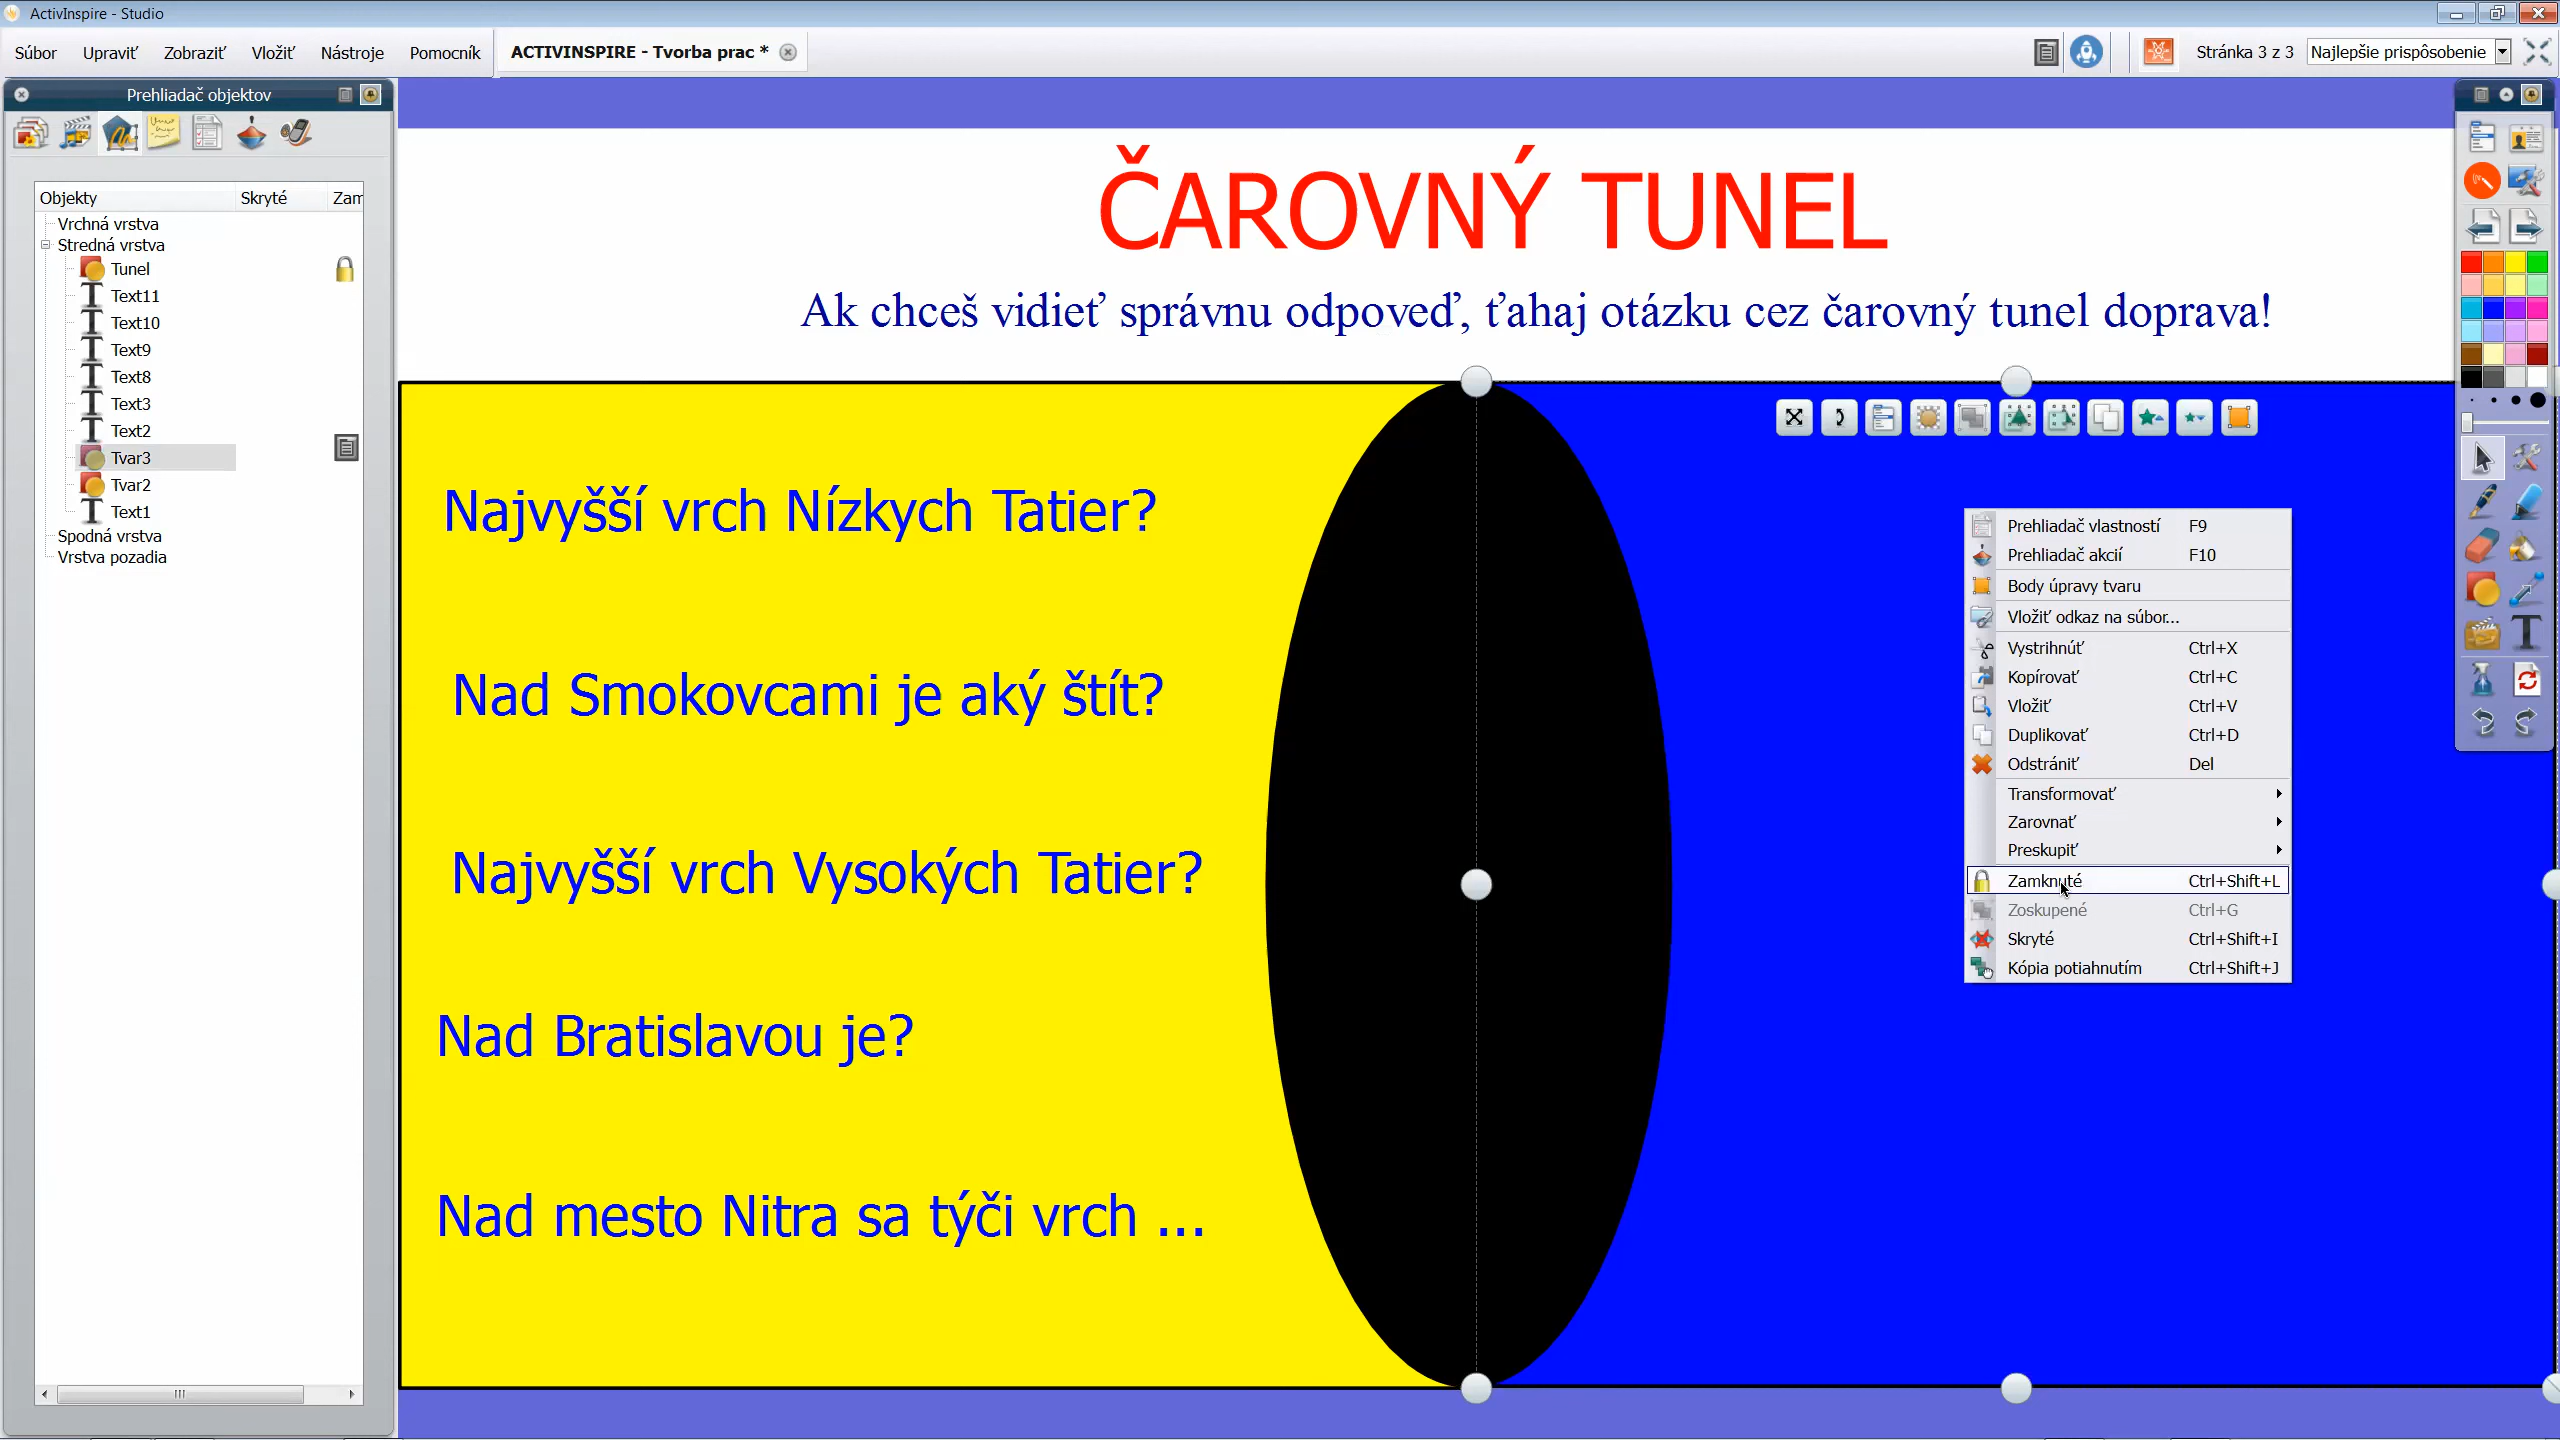 ActivInspire - Studio
Súbor Upraviť Zobraziť Vložiť Nástroje Pomocník ACTIVINSPIRE - Tvorba prac * Stránka 3 z 3 Najlepšie prispôsobenie
Prehliadač objektov
Objekty Skryté Zam
Vrchná vrstva
Stredná vrstva
Tunel
Text11
Text10
Text9
Text8
Text3
Text2
Tvar3
Tvar2
Text1
Spodná vrstva
Vrstva pozadia
ČAROVNÝ TUNEL
Ak chceš vidieť správnu odpoveď, ťahaj otázku cez čarovný tunel doprava!
Najvyšší vrch Nízkych Tatier?
Nad Smokovcami je aký štít?
Najvyšší vrch Vysokých Tatier?
Nad Bratislavou je?
Nad mesto Nitra sa týči vrch ...
Prehliadač vlastností F9
Prehliadač akcií F10
Body úpravy tvaru
Vložiť odkaz na súbor...
Vystrihnúť Ctrl+X
Kopírovať Ctrl+C
Vložiť Ctrl+V
Duplikovať Ctrl+D
Odstrániť Del
Transformovať
Zarovnať
Preskupiť
Zamknuté Ctrl+Shift+L
Zoskupené Ctrl+G
Skryté Ctrl+Shift+I
Kópia potiahnutím Ctrl+Shift+J